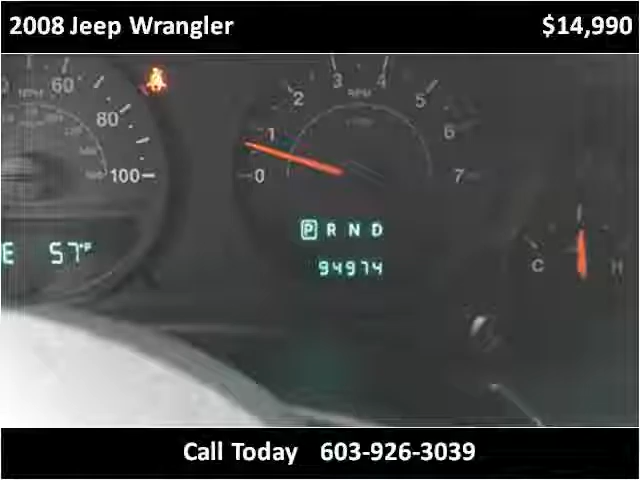 2008 Jeep Wrangler $14,990
60 MPH 80 100
0 1 2 3 4 5 6 7
RPM
E 57°F
P R N D
94974
C H
Call Today 603-926-3039